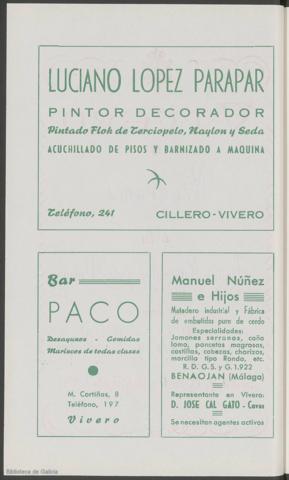 LUCIANO LOPEZ PARAPAR
PINTOR DECORADOR
Pintado Flok de Terciopelo, Naylon y Seda
ACUCHILLADO DE PISOS Y BARNIZADO A MAQUINA
Teléfono, 241 CILLERO-VIVERO
Bar
PACO
Desayunos - Comidas
Mariscos de todas clases
M. Cortiñas, 8
Teléfono, 197
Vivero
Manuel Núñez
e Hijos
Matadero industrial y Fábrica
de embutidos puro de cerdo
Especialidades:
Jamones serranos, caña
lomo, pancetas magrosas,
costillas, cabezas, chorizos,
morcilla tipo Ronda, etc.
R. D. G. S. y G. 1.922
BENAOJAN (Málaga)
Representante en Vivero:
D. JOSE CAL GATO - Covas
Se necesitan agentes activos
Biblioteca de Galicia